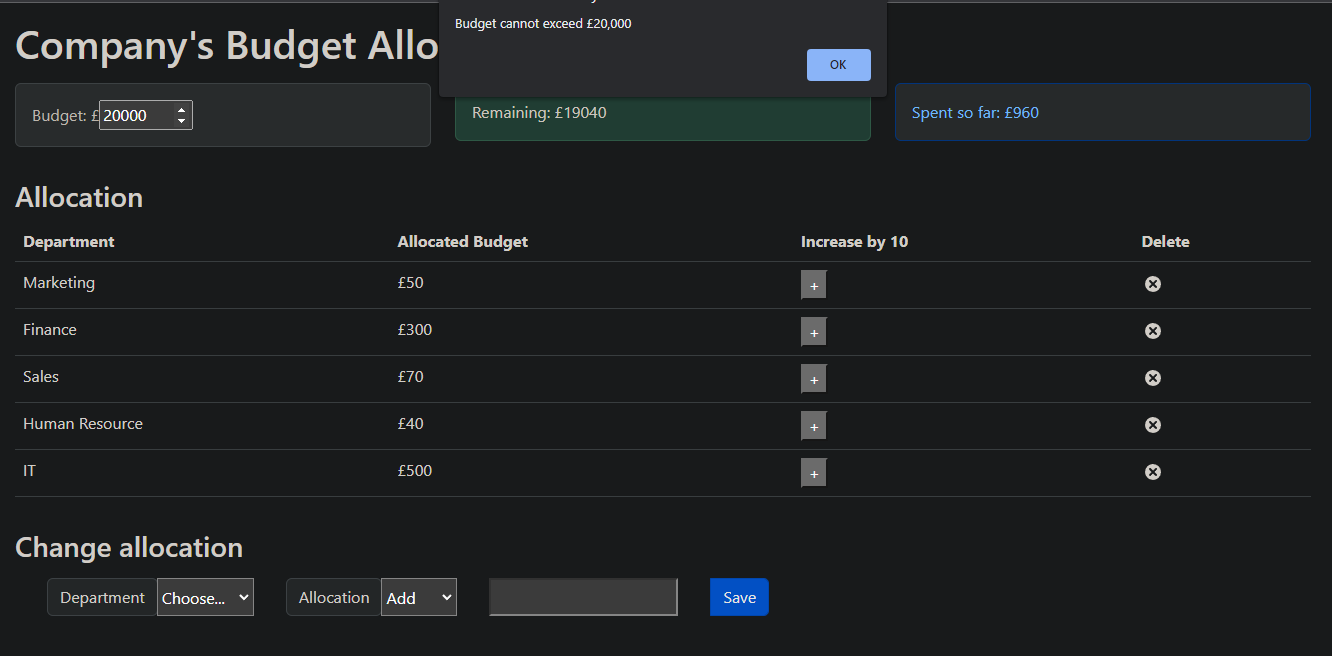 Budget cannot exceed £20,000
OK
Company's Budget Allo
Budget: £ 20000
Remaining: £19040
Spent so far: £960
Allocation
Department Allocated Budget Increase by 10 Delete
Marketing £50 +
Finance £300 +
Sales £70 +
Human Resource £40 +
IT £500 +
Change allocation
Department Choose... Allocation Add Save